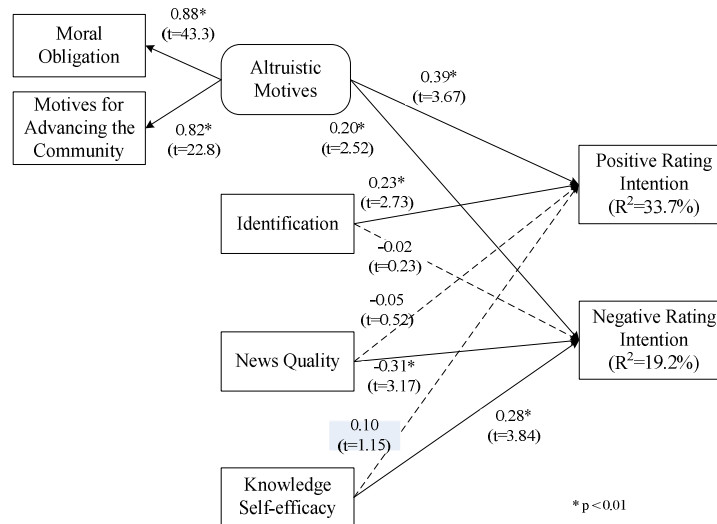 0.88*
(t=43.3)
Moral
Obligation
Altruistic
Motives
Motives for
Advancing the
Community
0.82*
(t=22.8)
0.39*
(t=3.67)
0.20*
(t=2.52)
Positive Rating
Intention
(R²=33.7%)
0.23*
(t=2.73)
Identification
-0.02
(t=0.23)
-0.05
(t=0.52)
Negative Rating
Intention
(R²=19.2%)
News Quality
-0.31*
(t=3.17)
0.10
(t=1.15)
0.28*
(t=3.84)
Knowledge
Self-efficacy
* p<0.01